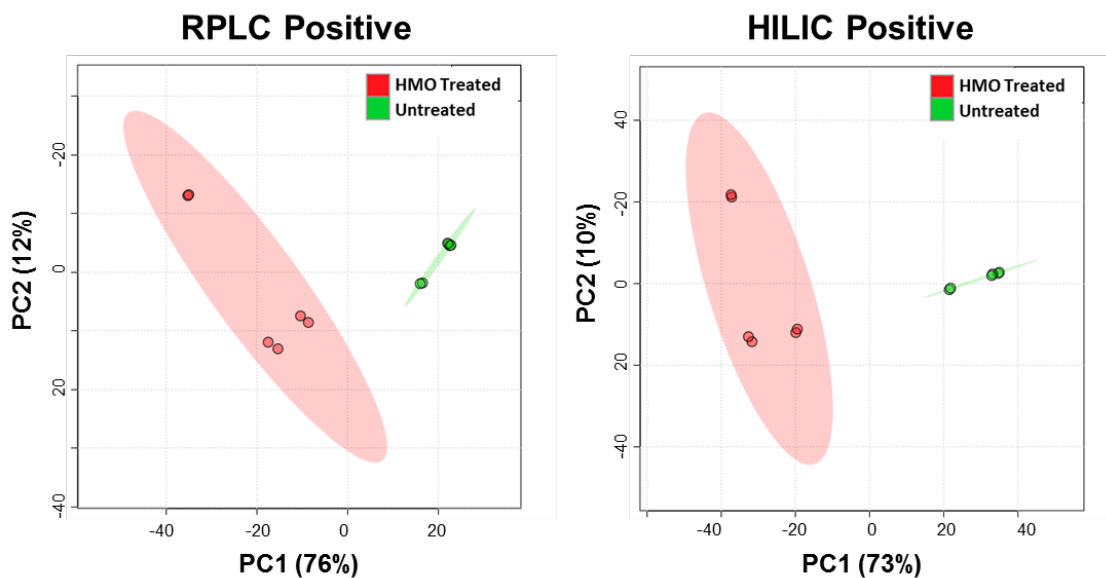 RPLC Positive
HMO Treated
Untreated
PC2 (12%)
-20
0
20
-40
-40
-20
0
20
PC1 (76%)
HILIC Positive
HMO Treated
Untreated
PC2 (10%)
40
-20
0
20
-40
-60
-40
-20
0
20
40
PC1 (73%)